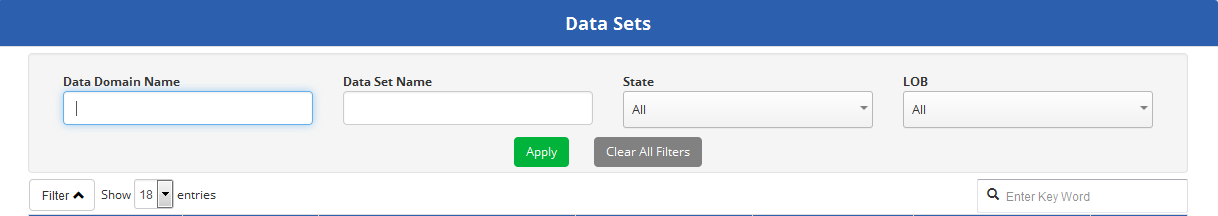 Data Sets
Data Domain Name Data Set Name State LOB
All All
Apply Clear All Filters
Filter Show 18 entries Enter Key Word